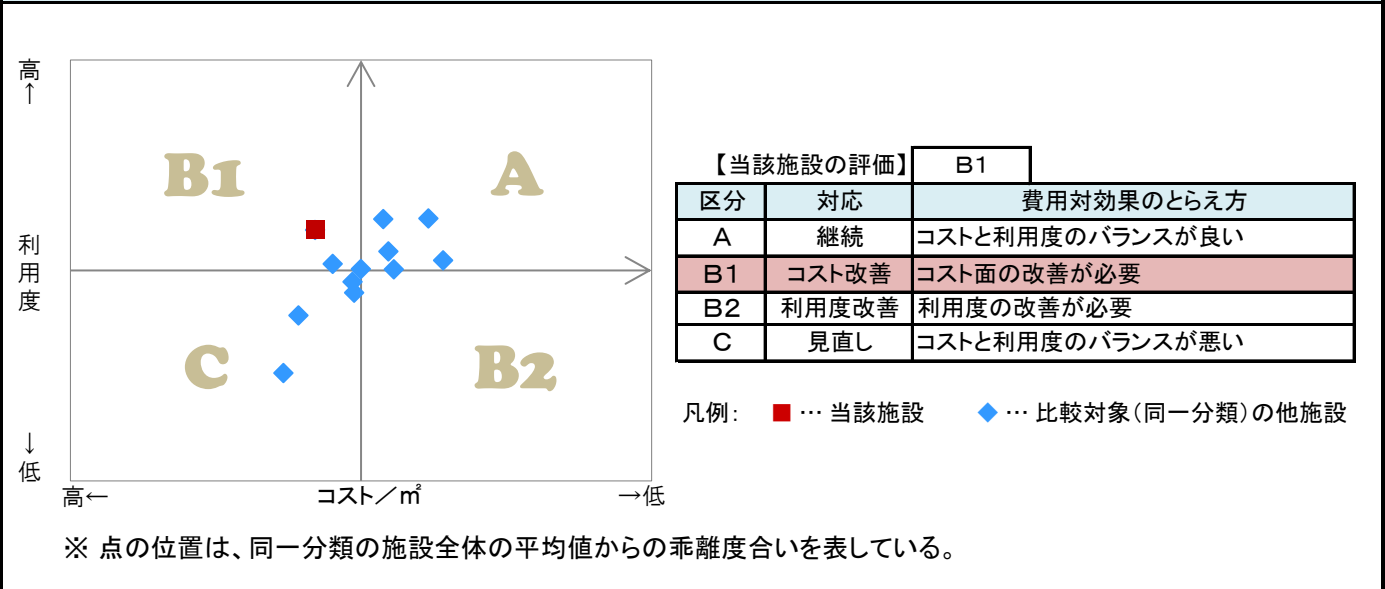 高
↑
利
用
度
↓
低
B1
A
C
B2
高←
コスト／㎡
→低
【当該施設の評価】 B1
区分 対応 費用対効果のとらえ方
A 継続 コストと利用度のバランスが良い
B1 コスト改善 コスト面の改善が必要
B2 利用度改善 利用度の改善が必要
C 見直し コストと利用度のバランスが悪い
凡例： ■ … 当該施設 ◆ … 比較対象（同一分類）の他施設
※ 点の位置は、同一分類の施設全体の平均値からの乖離度合いを表している。